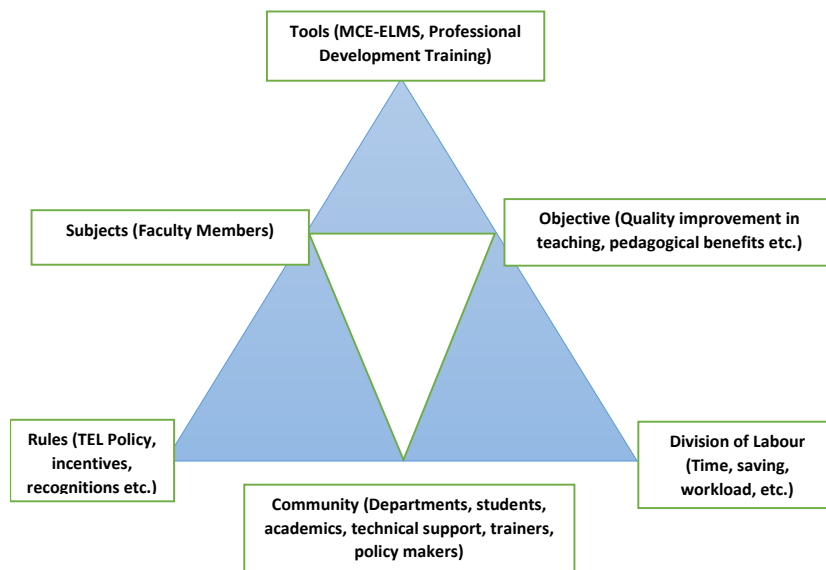 Tools (MCE-ELMS, Professional
Development Training)
Subjects (Faculty Members)
Objective (Quality improvement in
teaching, pedagogical benefits etc.)
Rules (TEL Policy,
incentives,
recognitions etc.)
Division of Labour
(Time, saving,
workload, etc.)
Community (Departments, students,
academics, technical support, trainers,
policy makers)